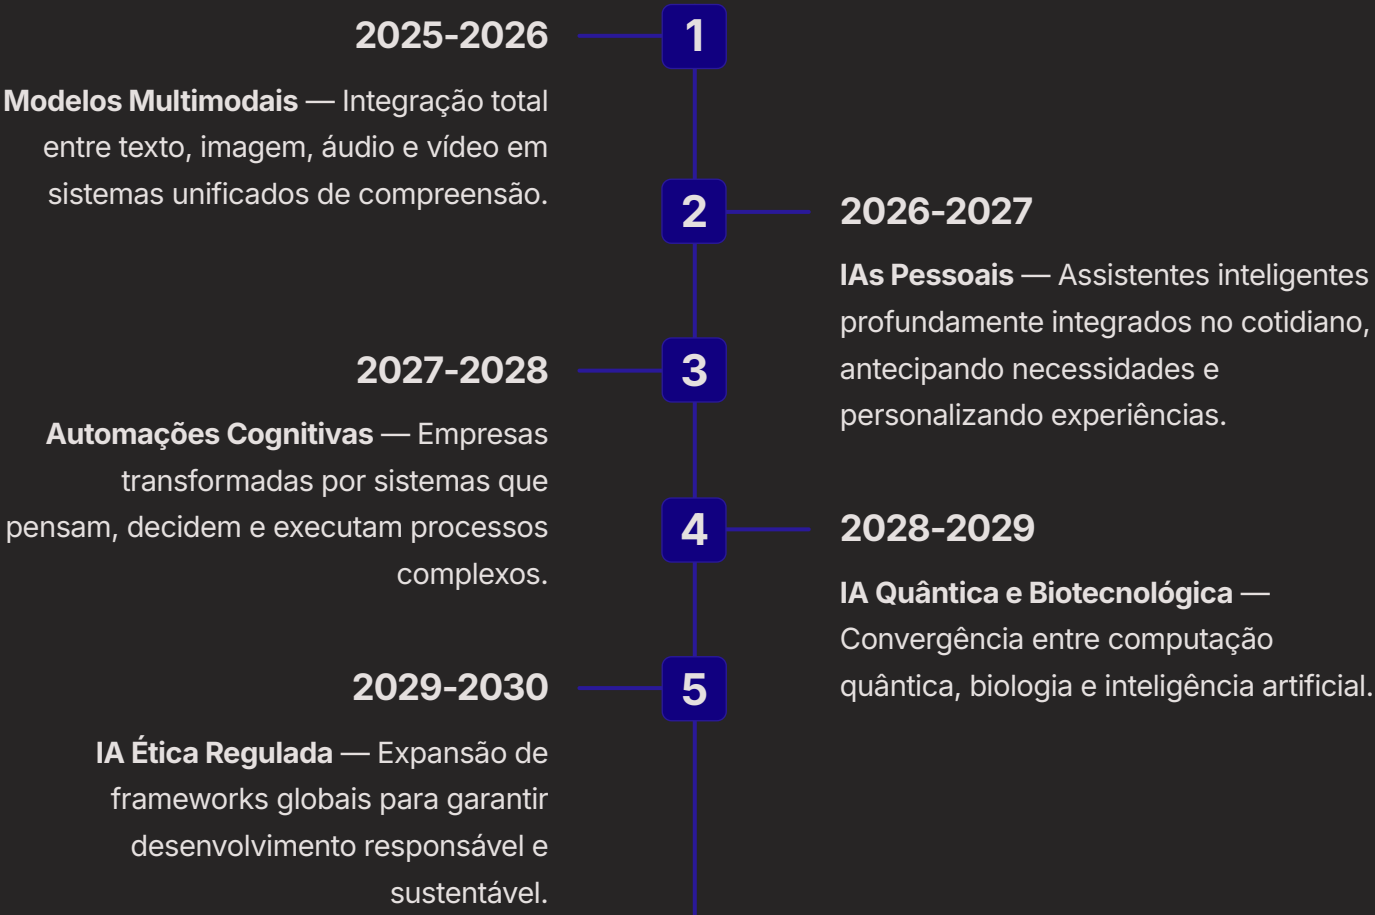 2025-2026
1
Modelos Multimodais — Integração total
entre texto, imagem, áudio e vídeo em
sistemas unificados de compreensão.
2
2026-2027
IAs Pessoais — Assistentes inteligentes
profundamente integrados no cotidiano,
antecipando necessidades e
personalizando experiências.
2027-2028
3
Automações Cognitivas — Empresas
transformadas por sistemas que
pensam, decidem e executam processos
complexos.
4
2028-2029
IA Quântica e Biotecnológica —
Convergência entre computação
quântica, biologia e inteligência artificial.
2029-2030
5
IA Ética Regulada — Expansão de
frameworks globais para garantir
desenvolvimento responsável e
sustentável.